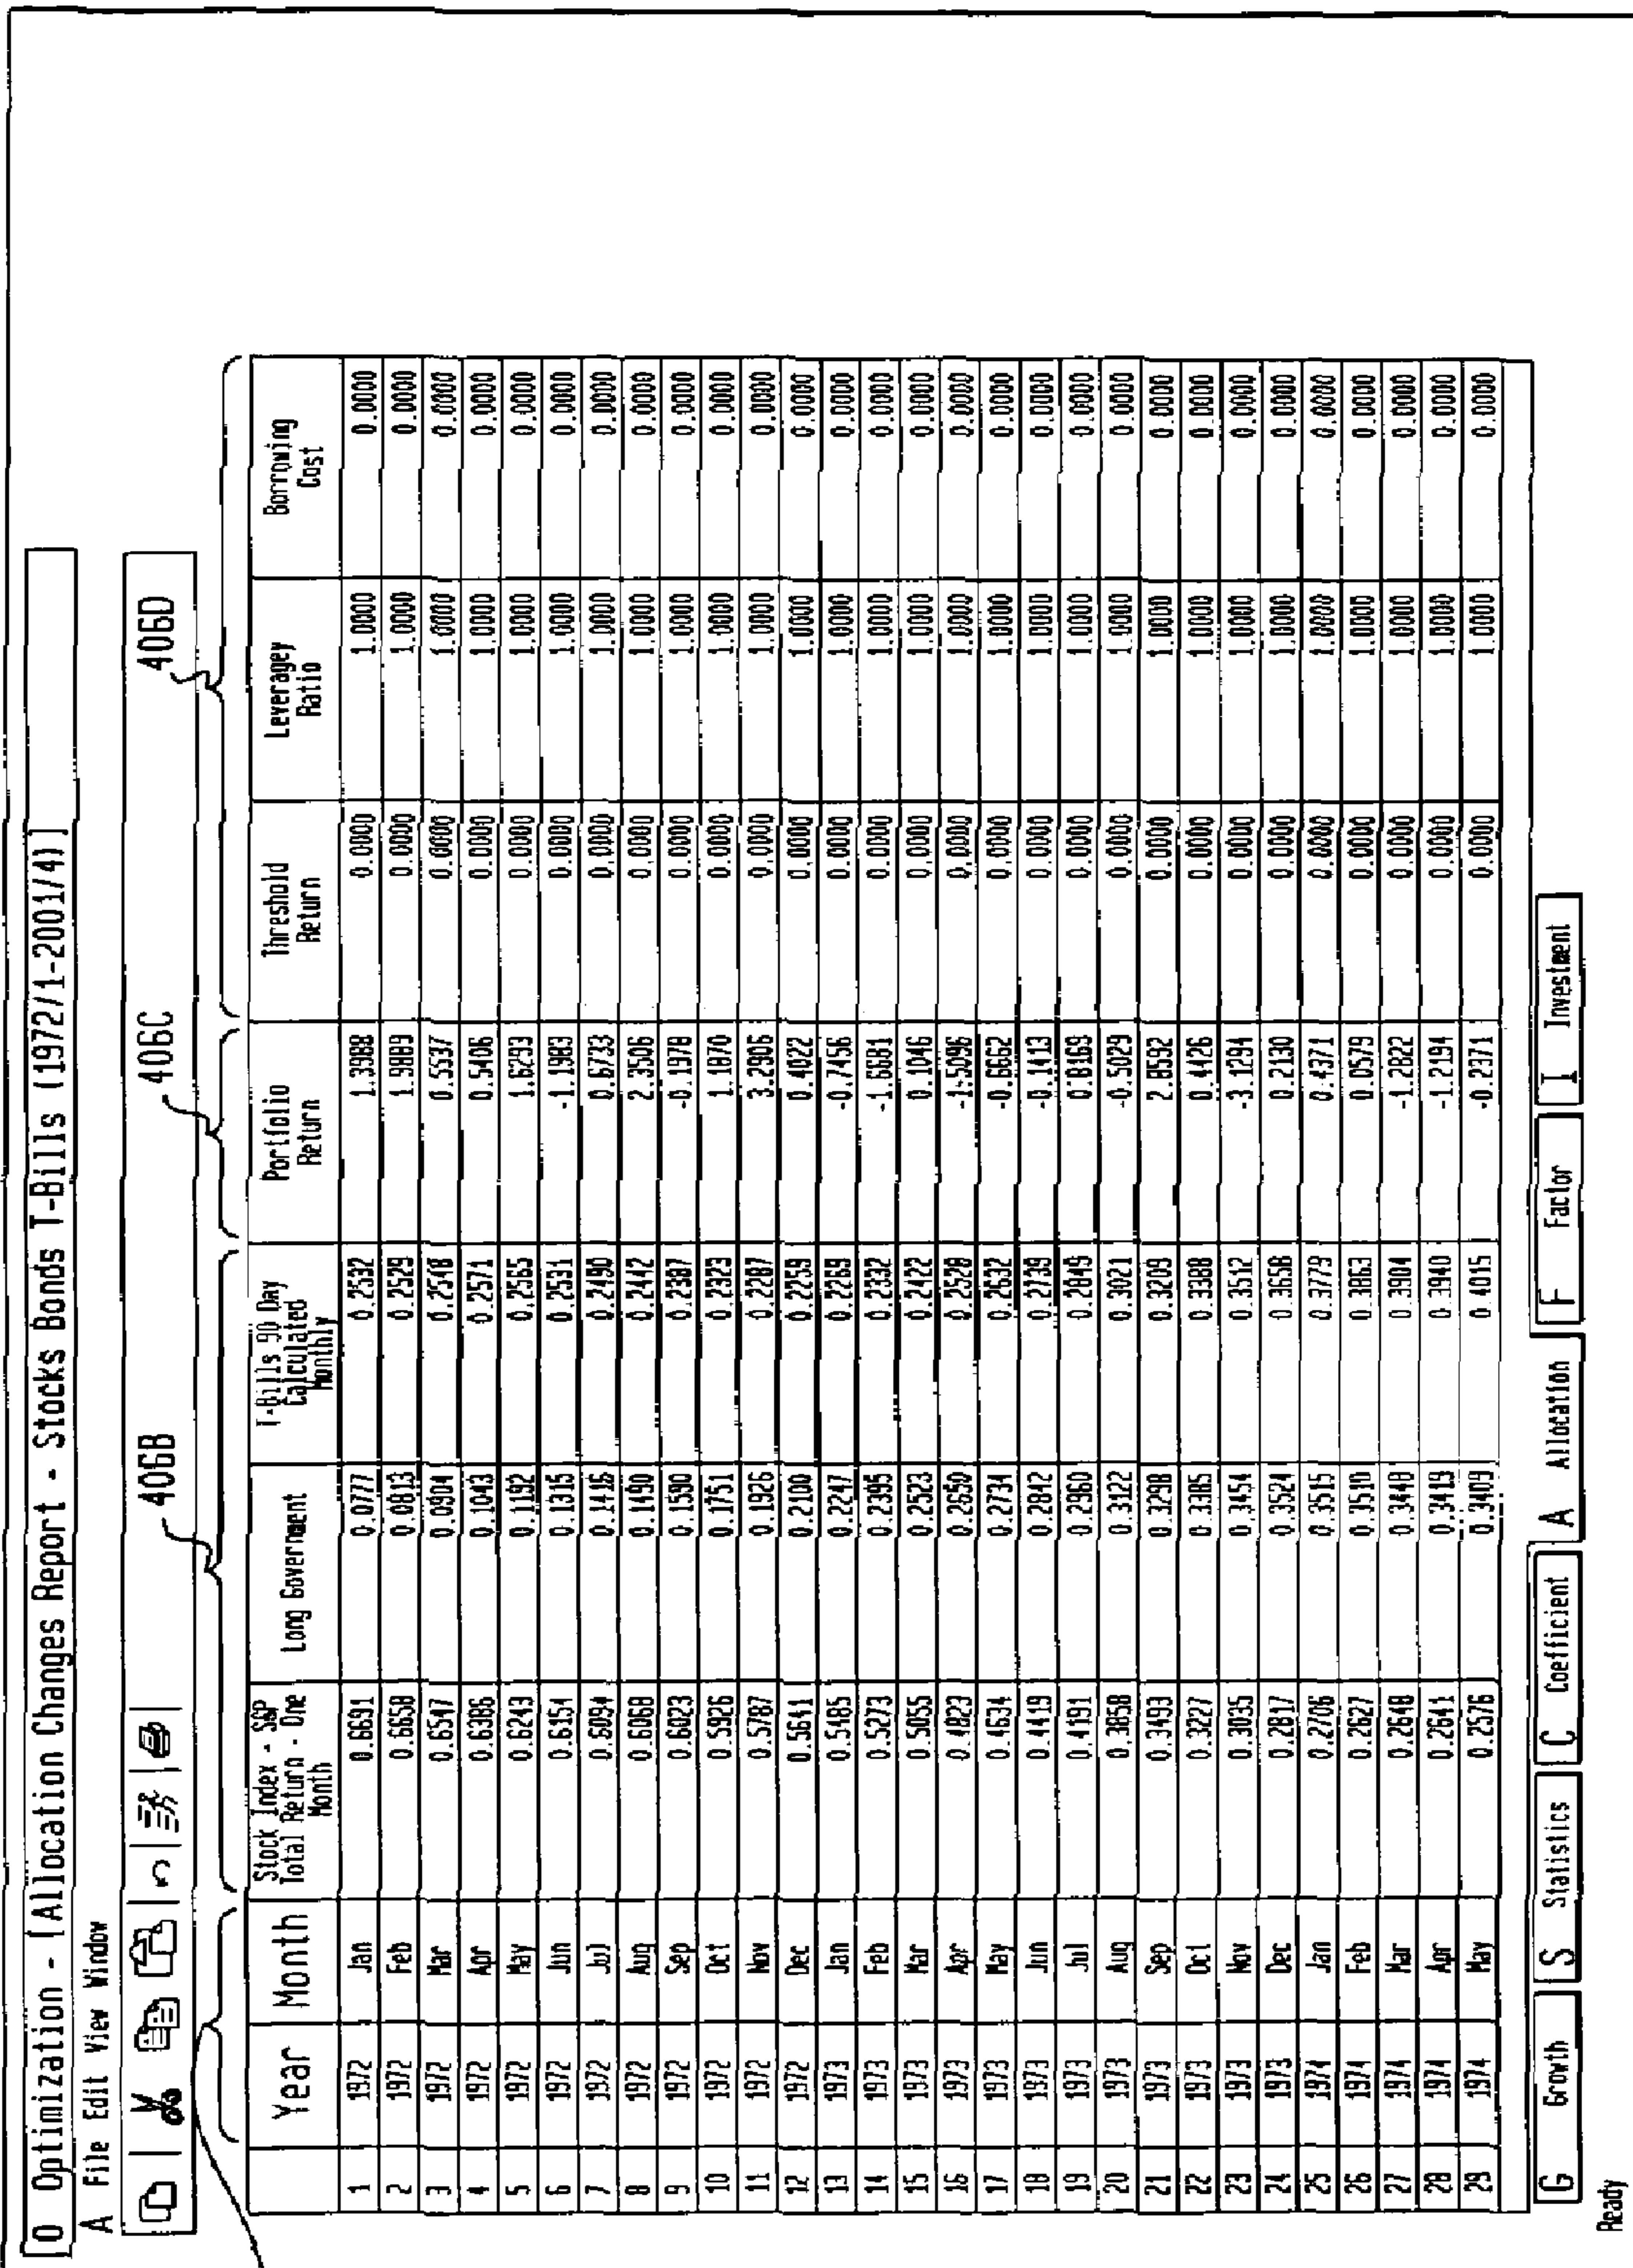 O Optimization - [Allocation Changes Report - Stocks Bonds T-Bills (1972/1-2001/4)]
A File Edit View Window
406B 406C 406D
Year Month Stock Index - S&P Total Return - One Month Long Government T-Bills 90 Day Calculated Monthly Portfolio Return Threshold Return Leveragey Ratio Borrowing Cost
1 1972 Jan 0.6691 0.0777 0.2532 1.3988 0.0000 1.0000 0.0000
2 1972 Feb 0.6658 0.0813 0.2529 1.9889 0.0000 1.0000 0.0000
3 1972 Mar 0.6547 0.0904 0.2548 0.5537 0.0000 1.0000 0.0000
4 1972 Apr 0.6386 0.1043 0.2571 0.5406 0.0000 1.0000 0.0000
5 1972 May 0.6243 0.1192 0.2565 1.6293 0.0000 1.0000 0.0000
6 1972 Jun 0.6154 0.1315 0.2531 -1.1983 0.0000 1.0000 0.0000
7 1972 Jul 0.6094 0.1416 0.2490 0.6733 0.0000 1.0000 0.0000
8 1972 Aug 0.6068 0.1490 0.2442 2.3506 0.0000 1.0000 0.0000
9 1972 Sep 0.6023 0.1590 0.2387 -0.1978 0.0000 1.0000 0.0000
10 1972 Oct 0.5926 0.1751 0.2323 1.1870 0.0000 1.0000 0.0000
11 1972 Nov 0.5787 0.1926 0.2287 3.2906 0.0000 1.0000 0.0000
12 1972 Dec 0.5641 0.2100 0.2259 0.4022 0.0000 1.0000 0.0000
13 1973 Jan 0.5485 0.2247 0.2269 -0.7456 0.0000 1.0000 0.0000
14 1973 Feb 0.5273 0.2395 0.2332 -1.6681 0.0000 1.0000 0.0000
15 1973 Mar 0.5055 0.2523 0.2422 0.1046 0.0000 1.0000 0.0000
16 1973 Apr 0.4823 0.2650 0.2528 -1.5096 0.0000 1.0000 0.0000
17 1973 May 0.4634 0.2734 0.2632 -0.6662 0.0000 1.0000 0.0000
18 1973 Jun 0.4419 0.2842 0.2739 -0.1413 0.0000 1.0000 0.0000
19 1973 Jul 0.4191 0.2960 0.2849 0.8169 0.0000 1.0000 0.0000
20 1973 Aug 0.3858 0.3122 0.3021 -0.5029 0.0000 1.0000 0.0000
21 1973 Sep 0.3493 0.3298 0.3209 2.8592 0.0000 1.0000 0.0000
22 1973 Oct 0.3227 0.3385 0.3388 0.4426 0.0000 1.0000 0.0000
23 1973 Nov 0.3035 0.3454 0.3512 -3.1294 0.0000 1.0000 0.0000
24 1973 Dec 0.2817 0.3524 0.3658 0.2130 0.0000 1.0000 0.0000
25 1974 Jan 0.2706 0.3515 0.3779 0.4371 0.0000 1.0000 0.0000
26 1974 Feb 0.2627 0.3510 0.3863 0.0579 0.0000 1.0000 0.0000
27 1974 Mar 0.2648 0.3448 0.3904 -1.2822 0.0000 1.0000 0.0000
28 1974 Apr 0.2641 0.3419 0.3940 -1.2194 0.0000 1.0000 0.0000
29 1974 May 0.2576 0.3409 0.4015 -0.2371 0.0000 1.0000 0.0000
G Growth S Statistics C Coefficient A Allocation F Factor I Investment
Ready